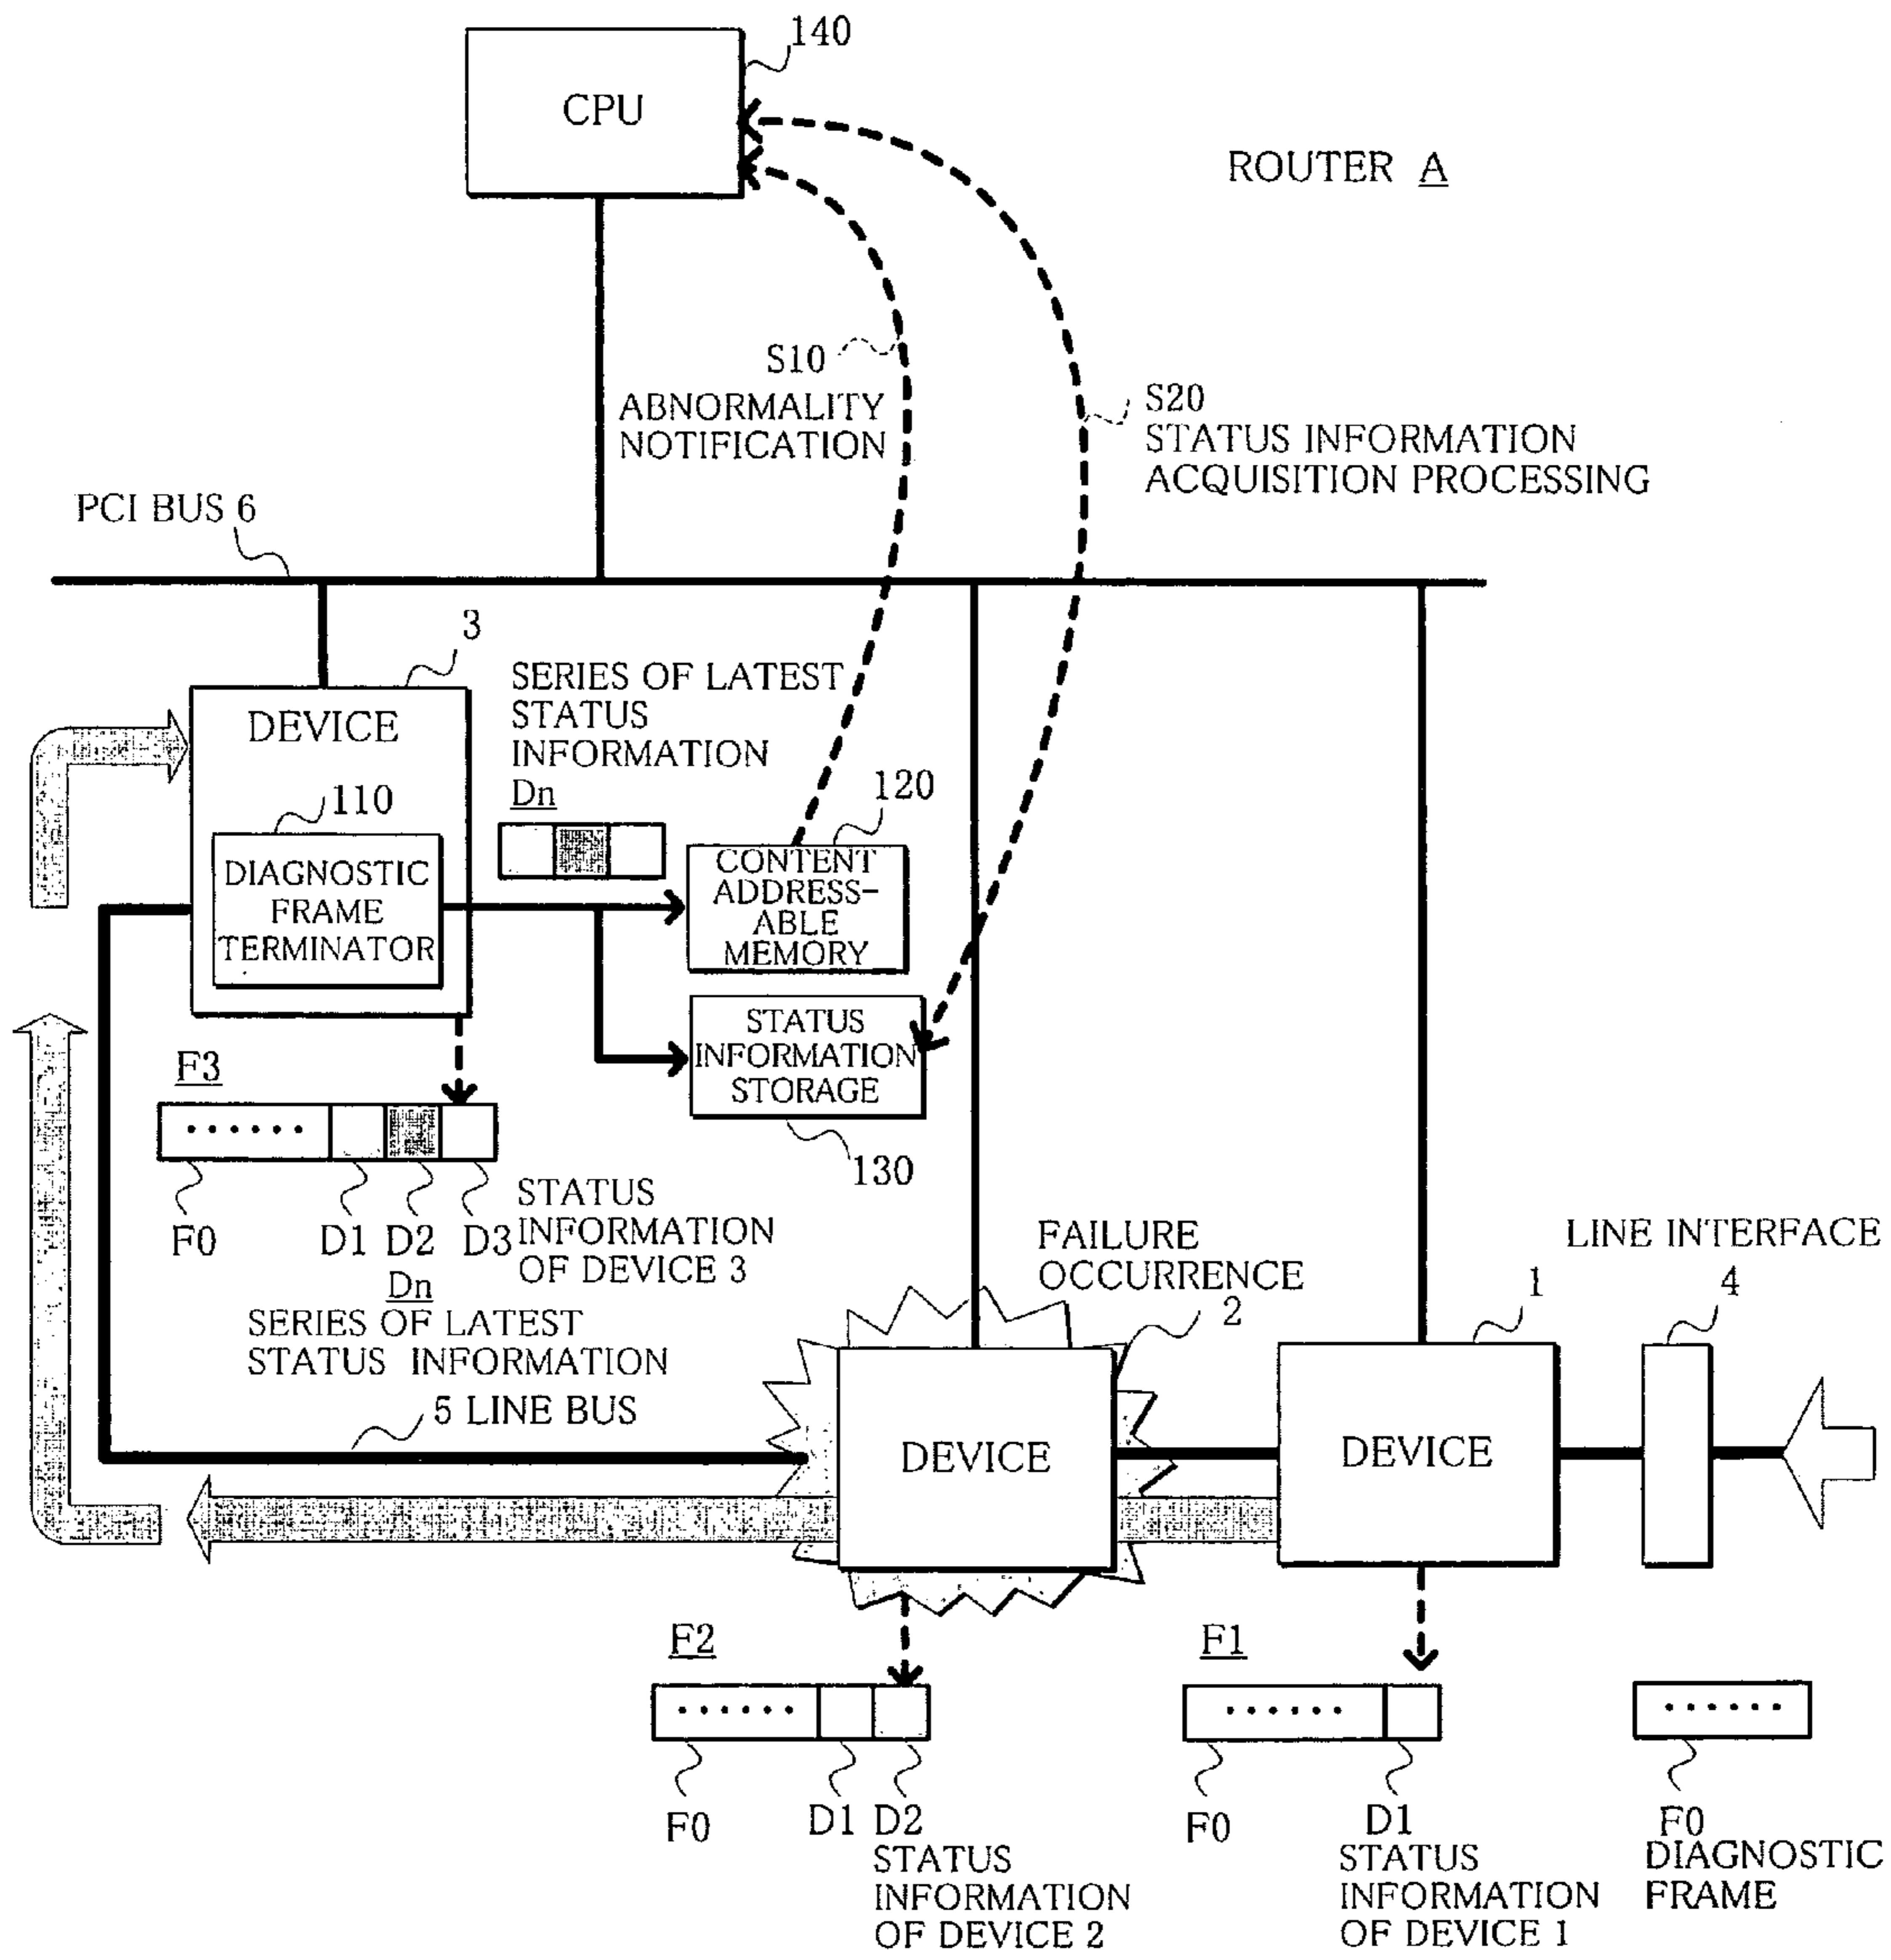 140
CPU
ROUTER A
S10
ABNORMALITY
NOTIFICATION
S20
STATUS INFORMATION
ACQUISITION PROCESSING
PCI BUS 6
3
DEVICE
SERIES OF LATEST
STATUS
INFORMATION
Dn
110
DIAGNOSTIC
FRAME
TERMINATOR
120
CONTENT
ADDRESS-
ABLE
MEMORY
STATUS
INFORMATION
STORAGE
130
F3
F0
D1 D2 D3
STATUS
INFORMATION
OF DEVICE 3
Dn
SERIES OF LATEST
STATUS INFORMATION
5 LINE BUS
FAILURE
OCCURRENCE
2
DEVICE
1
DEVICE
LINE INTERFACE
4
F2
F0
D1 D2
STATUS
INFORMATION
OF DEVICE 2
F1
F0
D1
STATUS
INFORMATION
OF DEVICE 1
F0
DIAGNOSTIC
FRAME